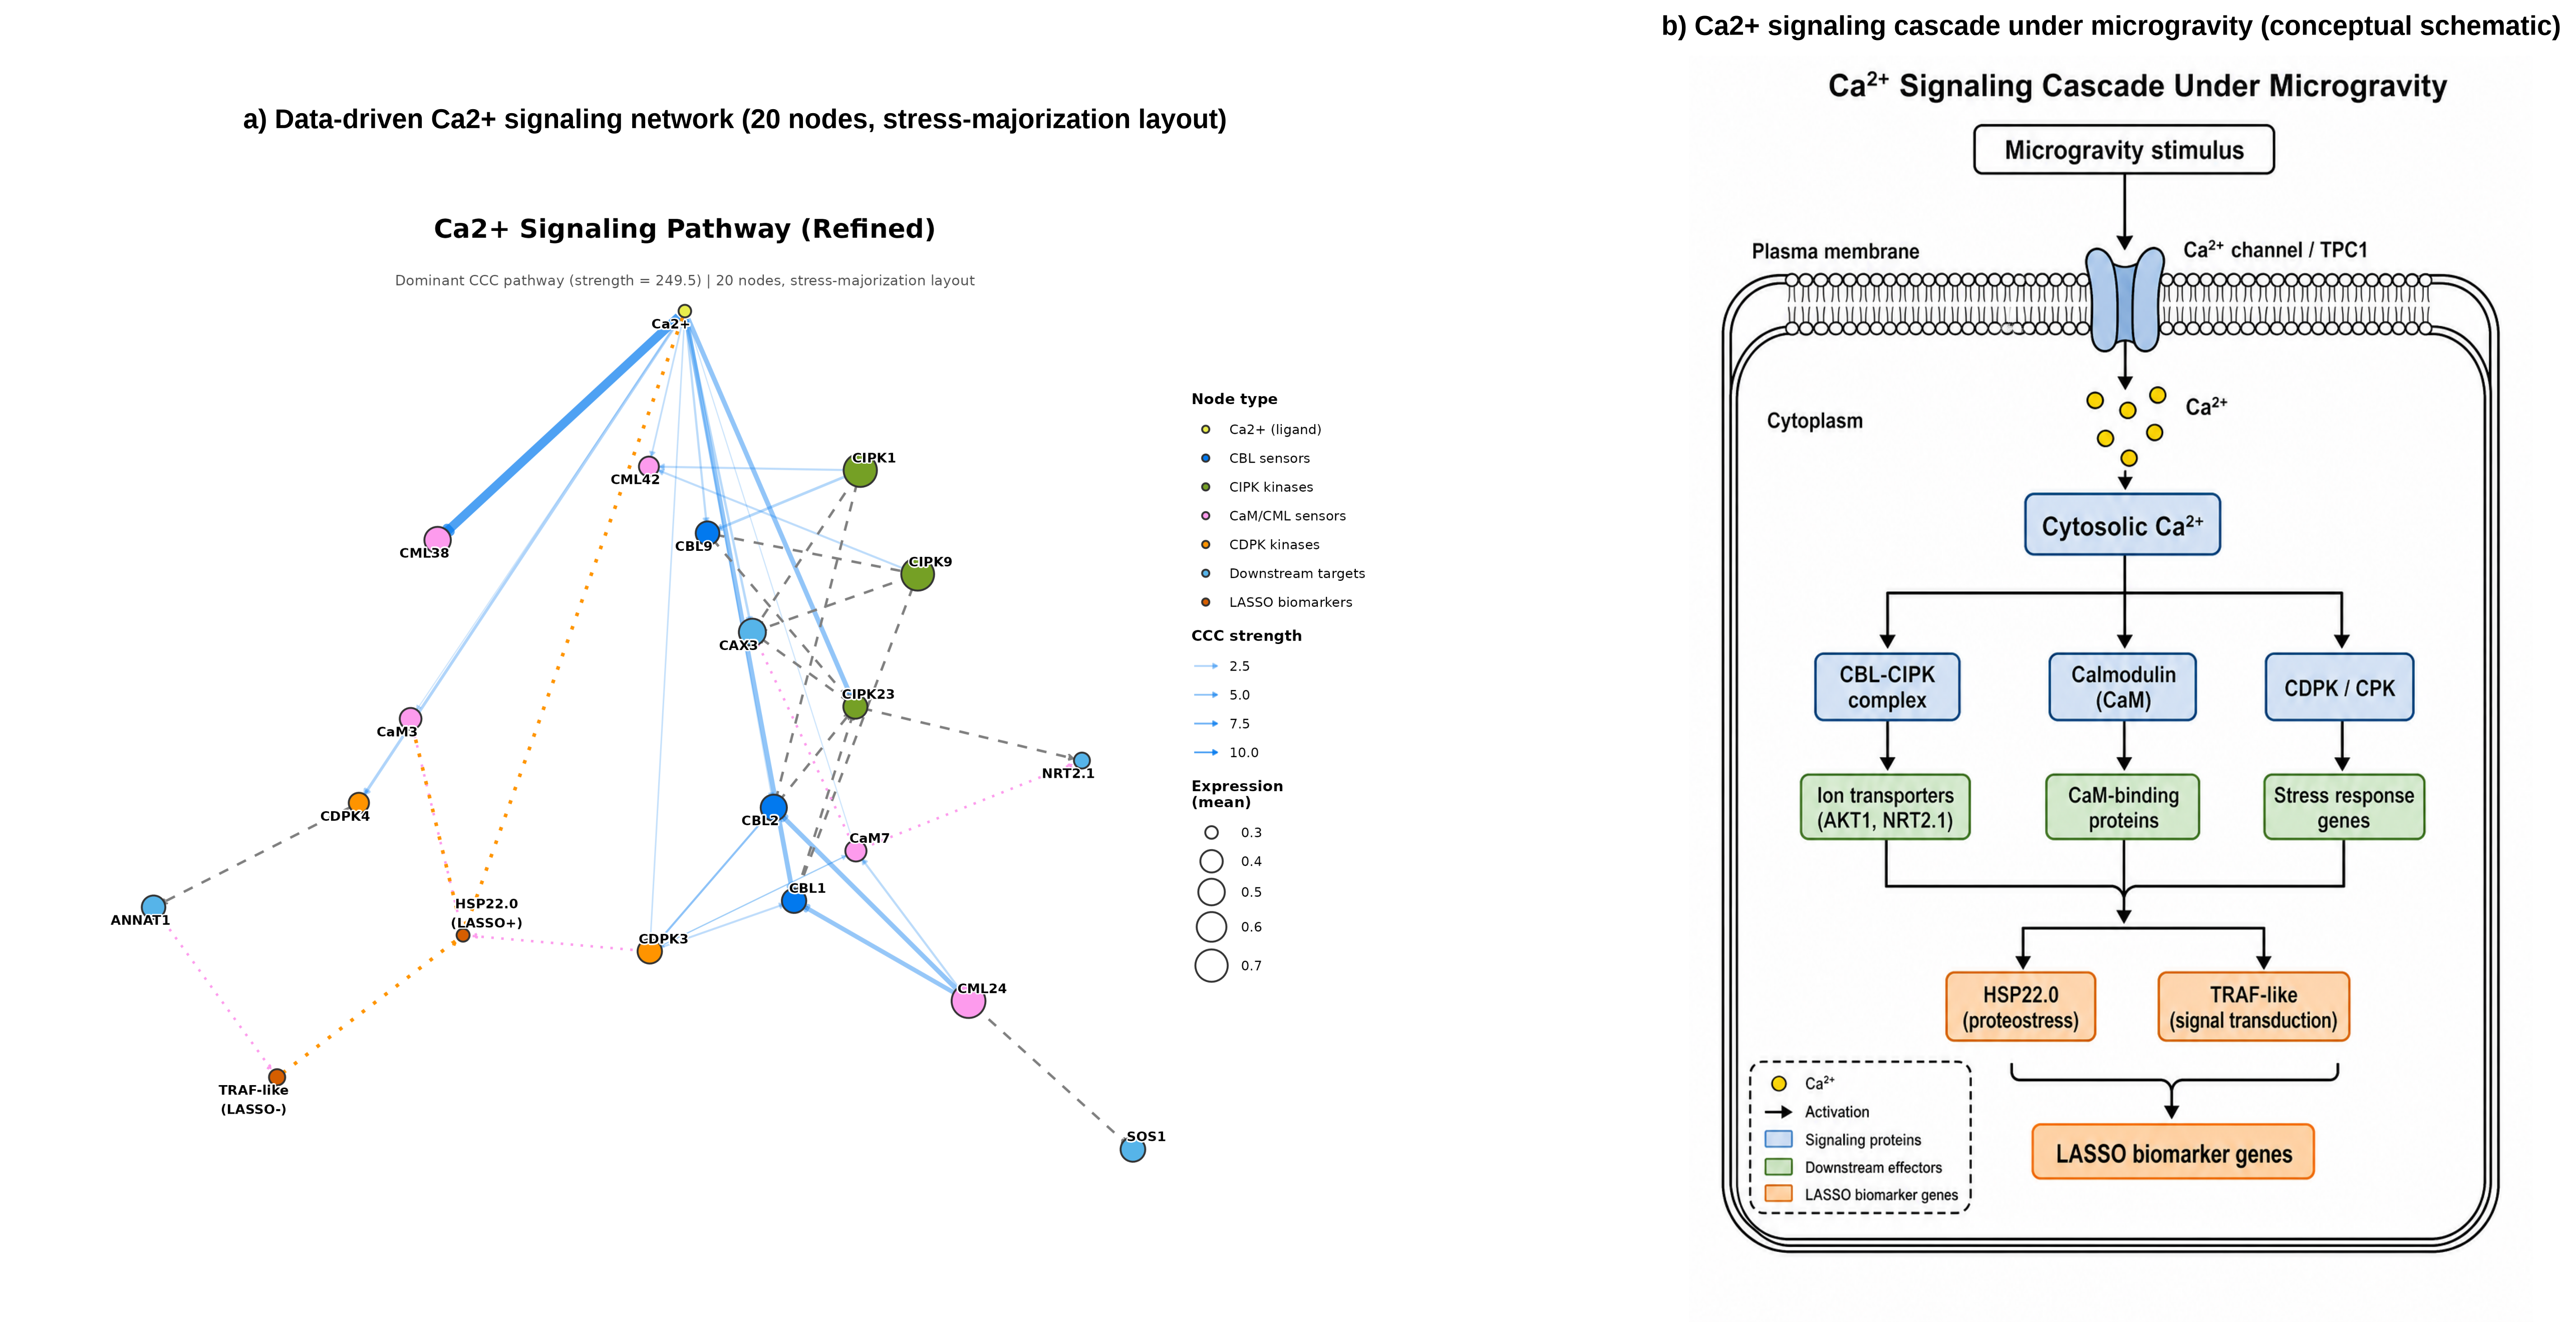 a) Data-driven Ca2+ signaling network (20 nodes, stress-majorization layout)
Ca2+ Signaling Pathway (Refined)
Dominant CCC pathway (strength = 249.5) | 20 nodes, stress-majorization layout
Ca2+
CML42
CIPK1
CML38
CBL9
CIPK9
CAX3
CIPK23
CaM3
NRT2.1
CDPK4
CBL2
CaM7
CBL1
ANNAT1
HSP22.0
(LASSO+)
CDPK3
CML24
TRAF-like
(LASSO-)
SOS1
Node type
Ca2+ (ligand)
CBL sensors
CIPK kinases
CaM/CML sensors
CDPK kinases
Downstream targets
LASSO biomarkers
CCC strength
2.5
5.0
7.5
10.0
Expression
(mean)
0.3
0.4
0.5
0.6
0.7
b) Ca2+ signaling cascade under microgravity (conceptual schematic)
Ca²⁺ Signaling Cascade Under Microgravity
Microgravity stimulus
Plasma membrane
Ca²⁺ channel / TPC1
Cytoplasm
Ca²⁺
Cytosolic Ca²⁺
CBL-CIPK
complex
Calmodulin
(CaM)
CDPK / CPK
Ion transporters
(AKT1, NRT2.1)
CaM-binding
proteins
Stress response
genes
HSP22.0
(proteostress)
TRAF-like
(signal transduction)
LASSO biomarker genes
Ca²⁺
Activation
Signaling proteins
Downstream effectors
LASSO biomarker genes